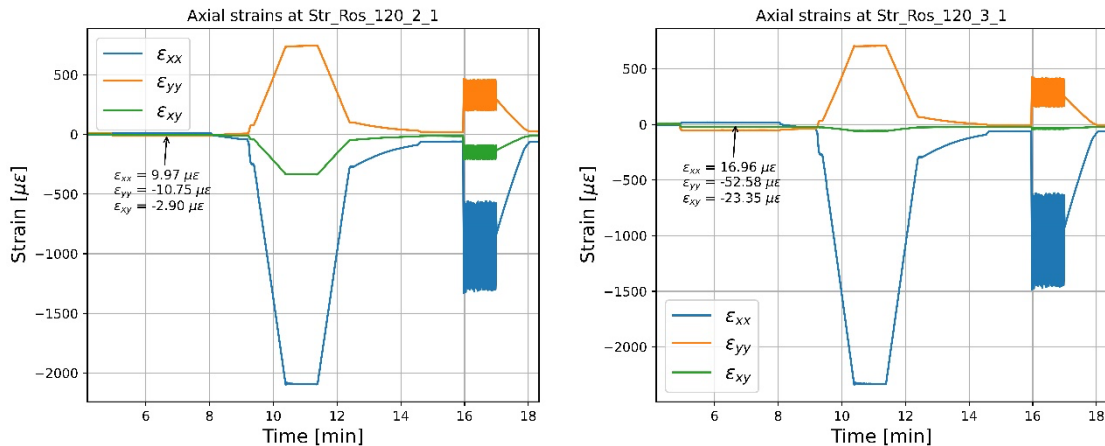 Axial strains at Str_Ros_120_2_1
500
0
−500
−1000
−1500
−2000
Strain [με]
εxx
εyy
εxy
εxx = 9.97 με
εyy = -10.75 με
εxy = -2.90 με
6
8
10
12
14
16
18
Time [min]
Axial strains at Str_Ros_120_3_1
500
0
−500
−1000
−1500
−2000
Strain [με]
εxx = 16.96 με
εyy = -52.58 με
εxy = -23.35 με
εxx
εyy
εxy
6
8
10
12
14
16
18
Time [min]